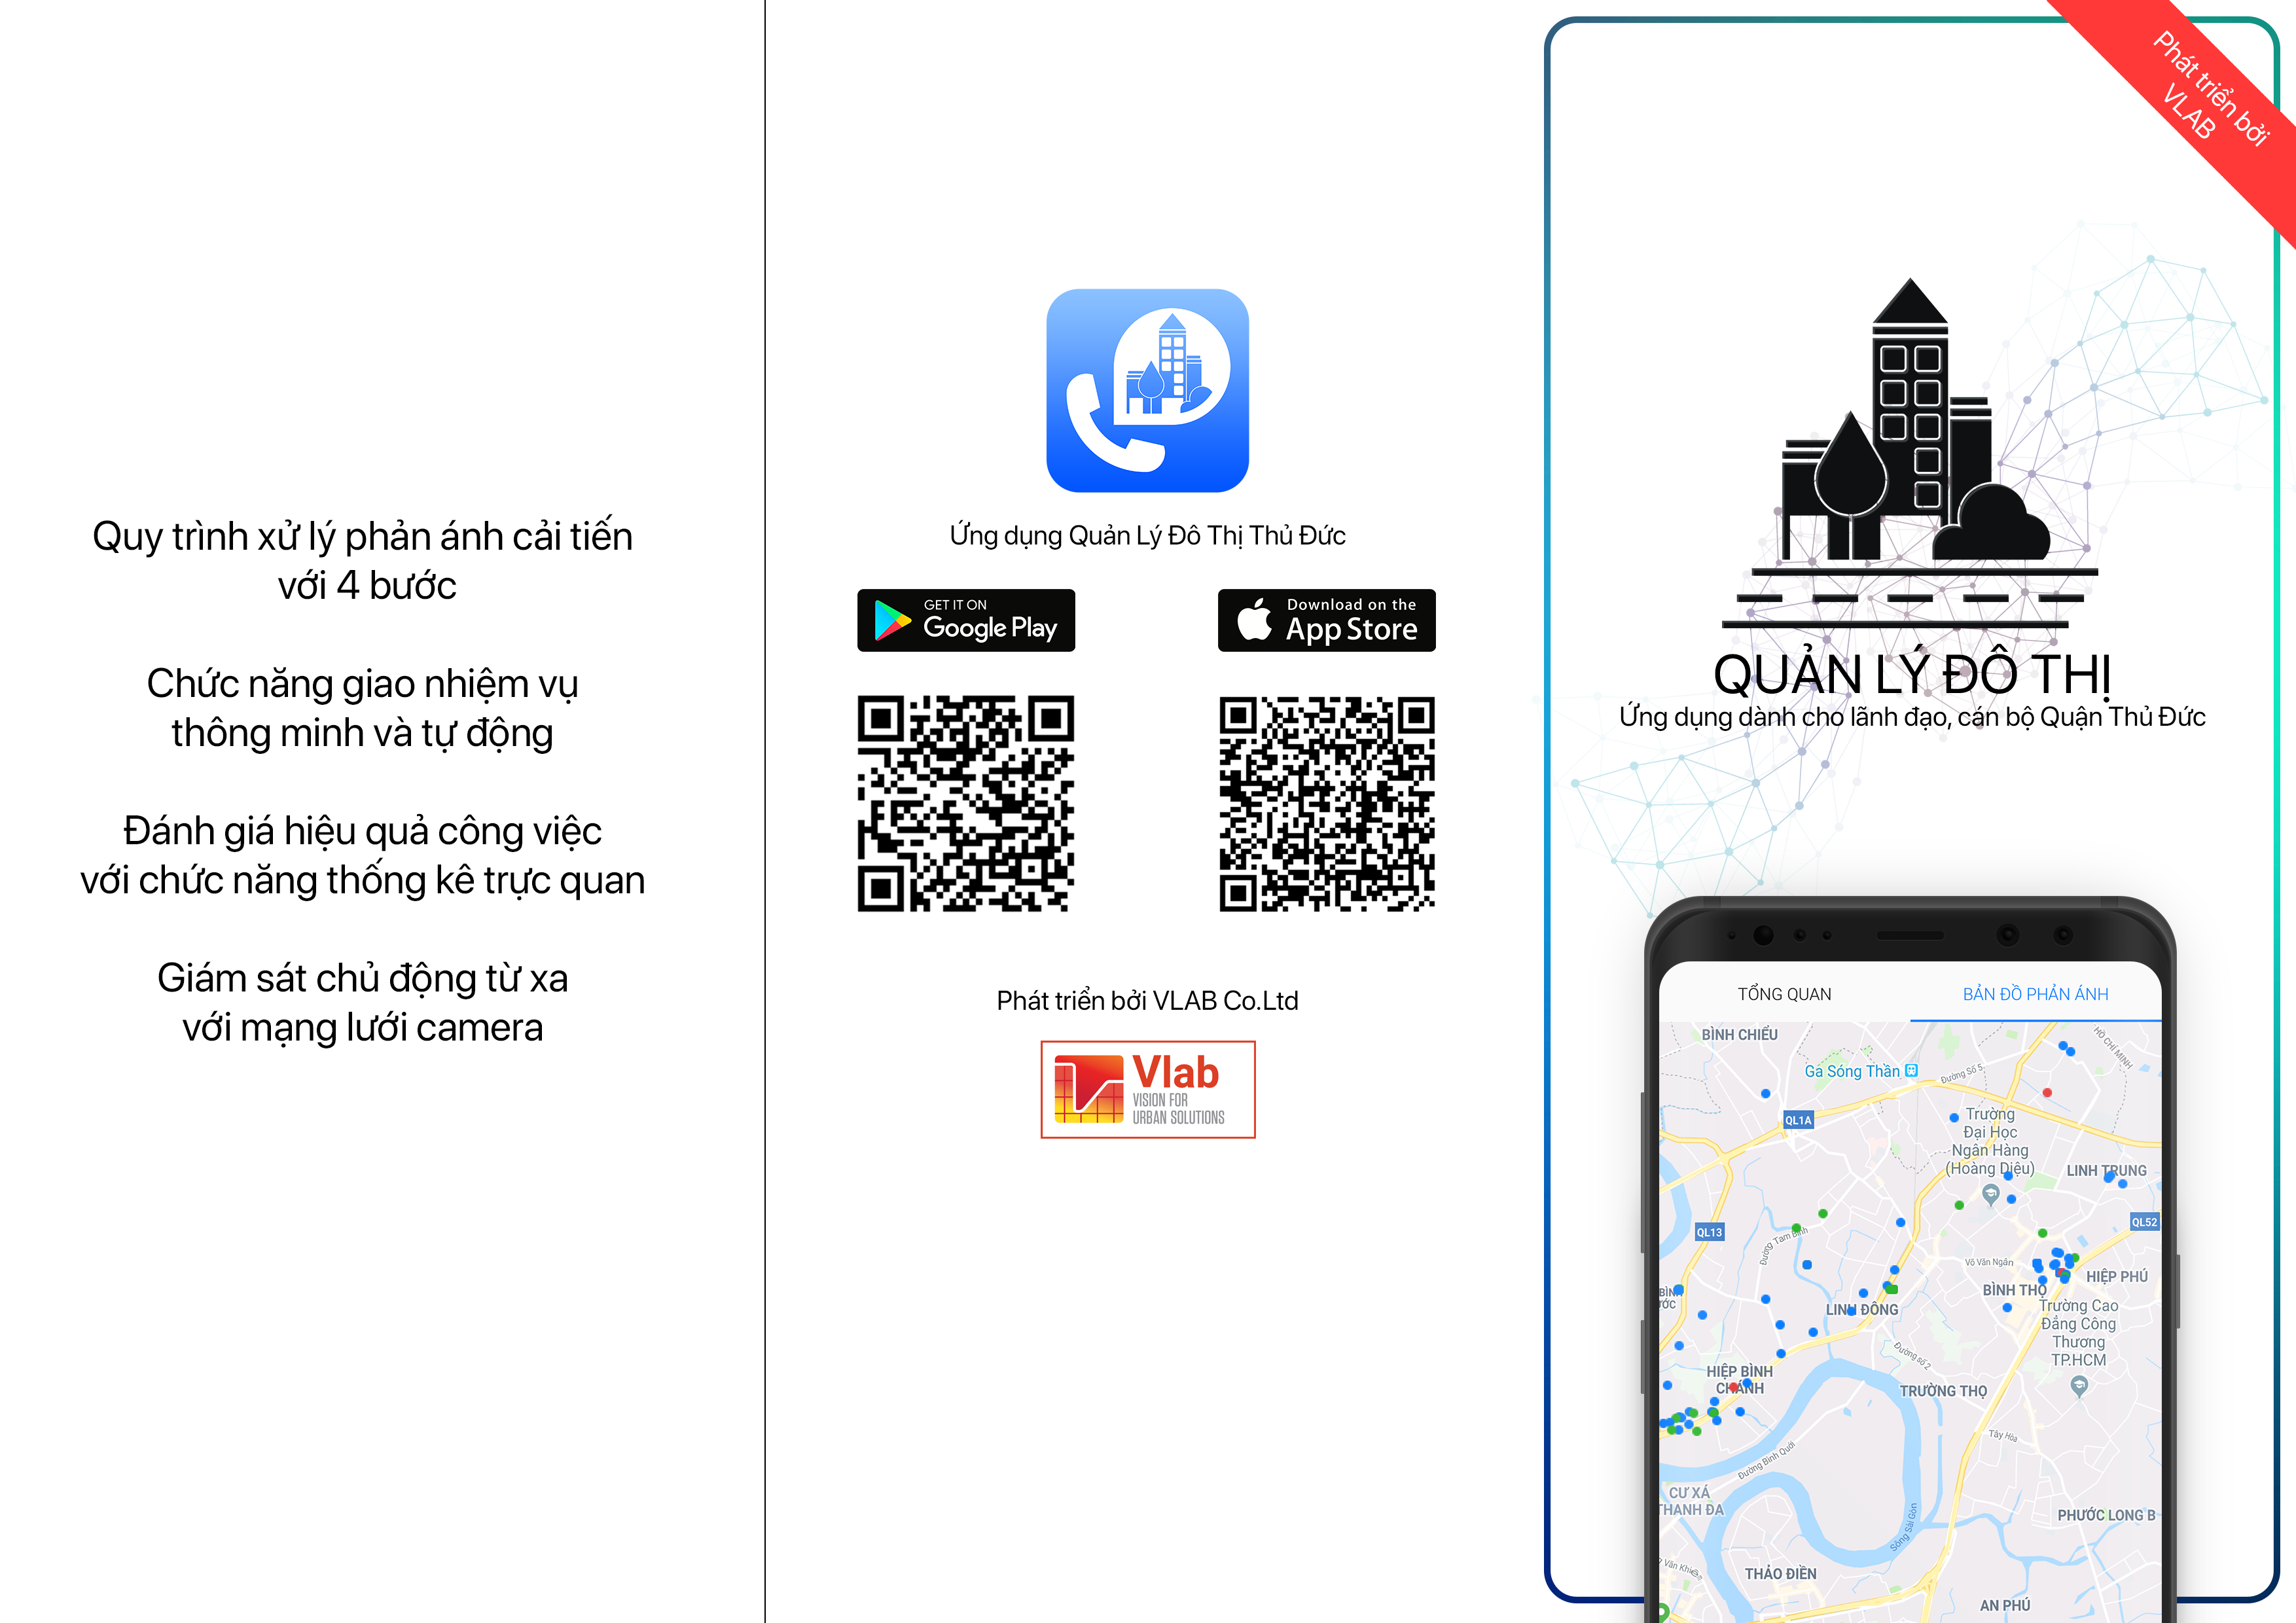 Quy trình xử lý phản ánh cải tiến
với 4 bước
Chức năng giao nhiệm vụ
thông minh và tự động
Đánh giá hiệu quả công việc
với chức năng thống kê trực quan
Giám sát chủ động từ xa
với mạng lưới camera
Ứng dụng Quản Lý Đô Thị Thủ Đức
GET IT ON
Google Play
Download on the
App Store
Phát triển bởi VLAB Co.Ltd
Vlab
VISION FOR
URBAN SOLUTIONS
Phát triển bởi
VLAB
QUẢN LÝ ĐÔ THỊ
Ứng dụng dành cho lãnh đạo, cán bộ Quận Thủ Đức
TỔNG QUAN
BẢN ĐỒ PHẢN ÁNH
BÌNH CHIỂU
HỒ CHÍ MINH
Ga Sóng Thần
Đường Số 5
QL1A
Trường
Đại Học
Ngân Hàng
(Hoàng Diệu)
LINH TRUNG
QL13
QL52
Đường Tam Bình
Võ Văn Ngân
HIỆP PHÚ
BÌNH THỌ
LINH ĐÔNG
Trường Cao
Đẳng Công
Thương
TP.HCM
Đường số 2
HIỆP BÌNH
CHÁNH
TRƯỜNG THỌ
Tây Hòa
Đường Bình Quới
CƯ XÁ
THANH ĐA
Sông Sài Gòn
PHƯỚC LONG B
THẢO ĐIỀN
AN PHÚ